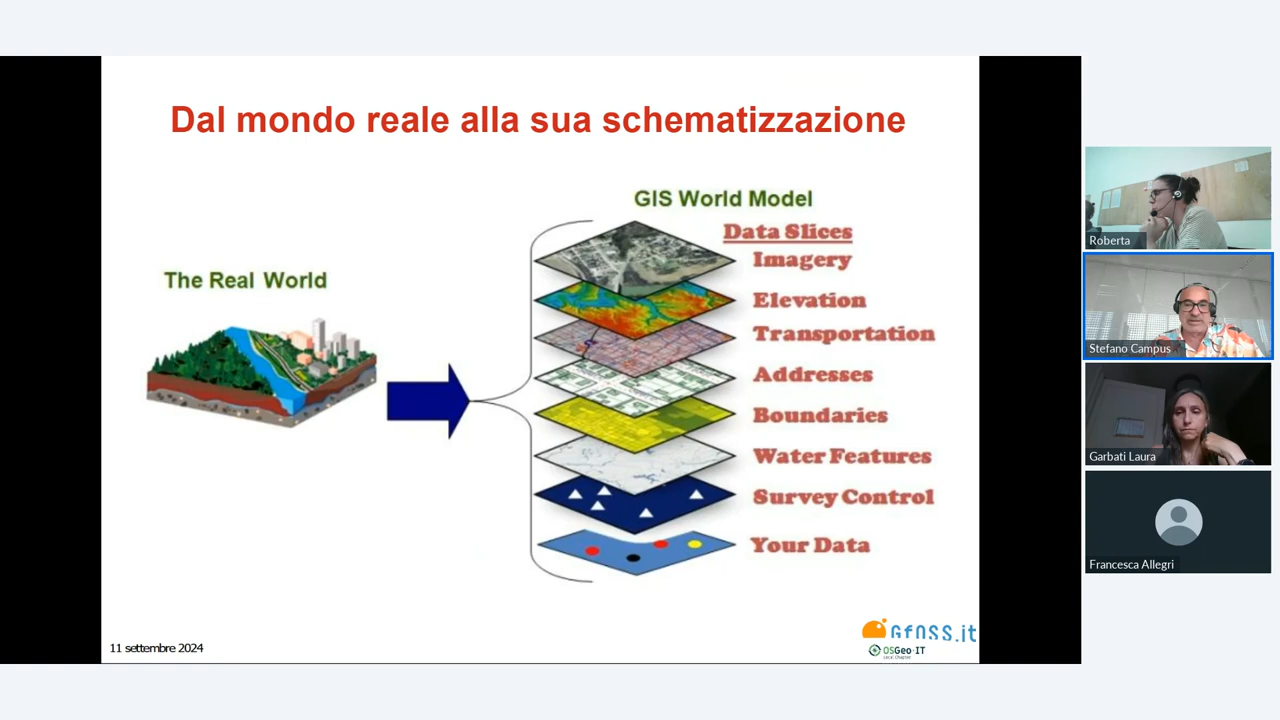 Dal mondo reale alla sua schematizzazione
GIS World Model
Data Slices
Imagery
The Real World
Elevation
Transportation
Addresses
Boundaries
Water Features
Survey Control
Your Data
11 settembre 2024
GFOSS.it
OSGeo·IT
Local Chapter
Roberta
Stefano Campus
Garbati Laura
Francesca Allegri